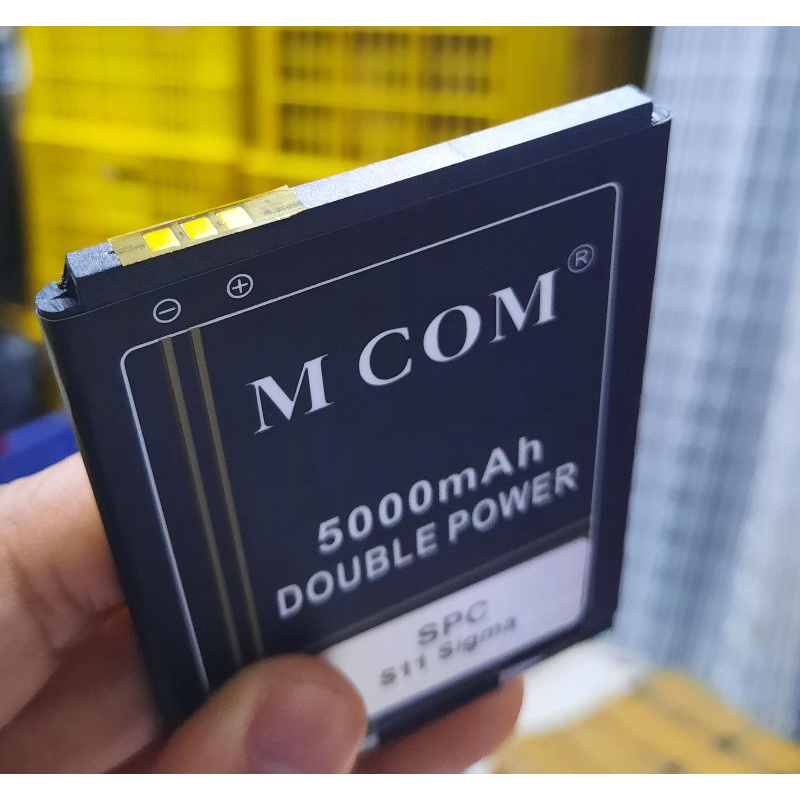 ⊖ ⊕
M COM ®
5000mAh
DOUBLE POWER
SPC
S11 Sigma